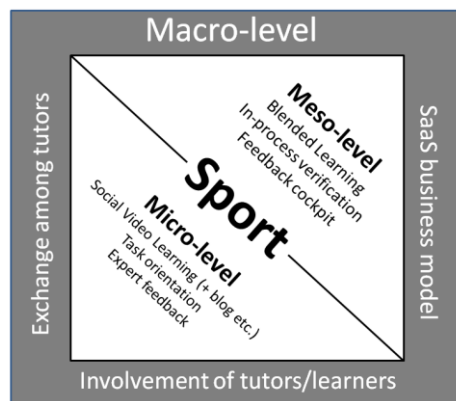 Macro-level
Exchange among tutors
Meso-level
Blended Learning
In-process verification
Feedback cockpit
Sport
Micro-level
Social Video Learning (+ blog etc.)
Task orientation
Expert feedback
SaaS business
model
Involvement of tutors/learners